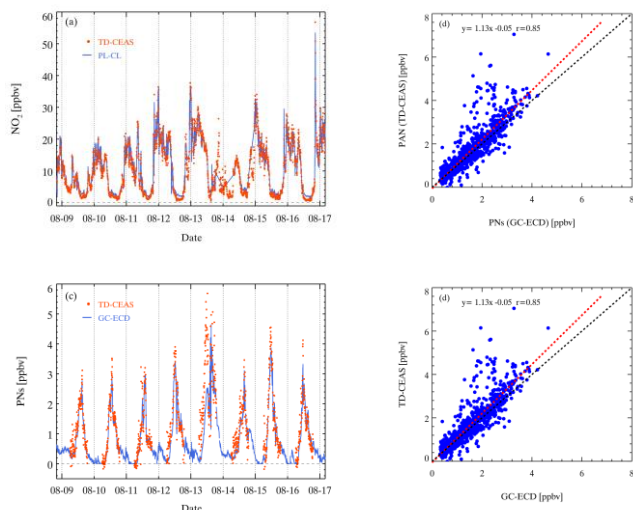 (a)
TD-CEAS
PL-CL
NO2 [ppbv]
60
50
40
30
20
10
0
08-09 08-10 08-11 08-12 08-13 08-14 08-15 08-16 08-17
Date
(d)
y= 1.13x -0.05 r=0.85
PAN (TD-CEAS) [ppbv]
8
6
4
2
0
0 2 4 6 8
PNs (GC-ECD) [ppbv]
(c)
TD-CEAS
GC-ECD
PNs [ppbv]
6
5
4
3
2
1
0
08-09 08-10 08-11 08-12 08-13 08-14 08-15 08-16 08-17
Date
(d)
y= 1.13x -0.05 r=0.85
TD-CEAS [ppbv]
8
6
4
2
0
0 2 4 6 8
GC-ECD [ppbv]